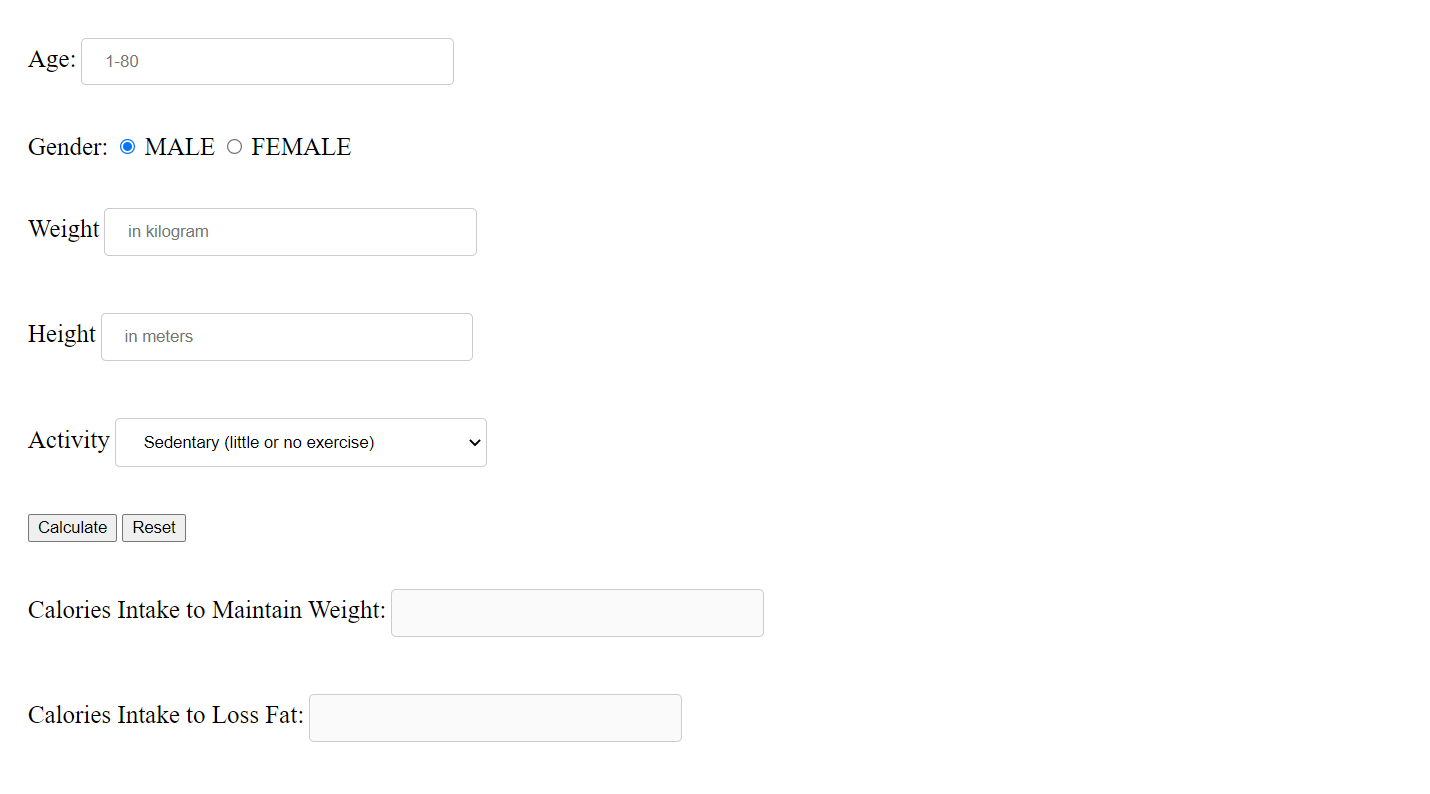 Age: 1-80
Gender: MALE FEMALE
Weight in kilogram
Height in meters
Activity Sedentary (little or no exercise)
Calculate Reset
Calories Intake to Maintain Weight:
Calories Intake to Loss Fat: